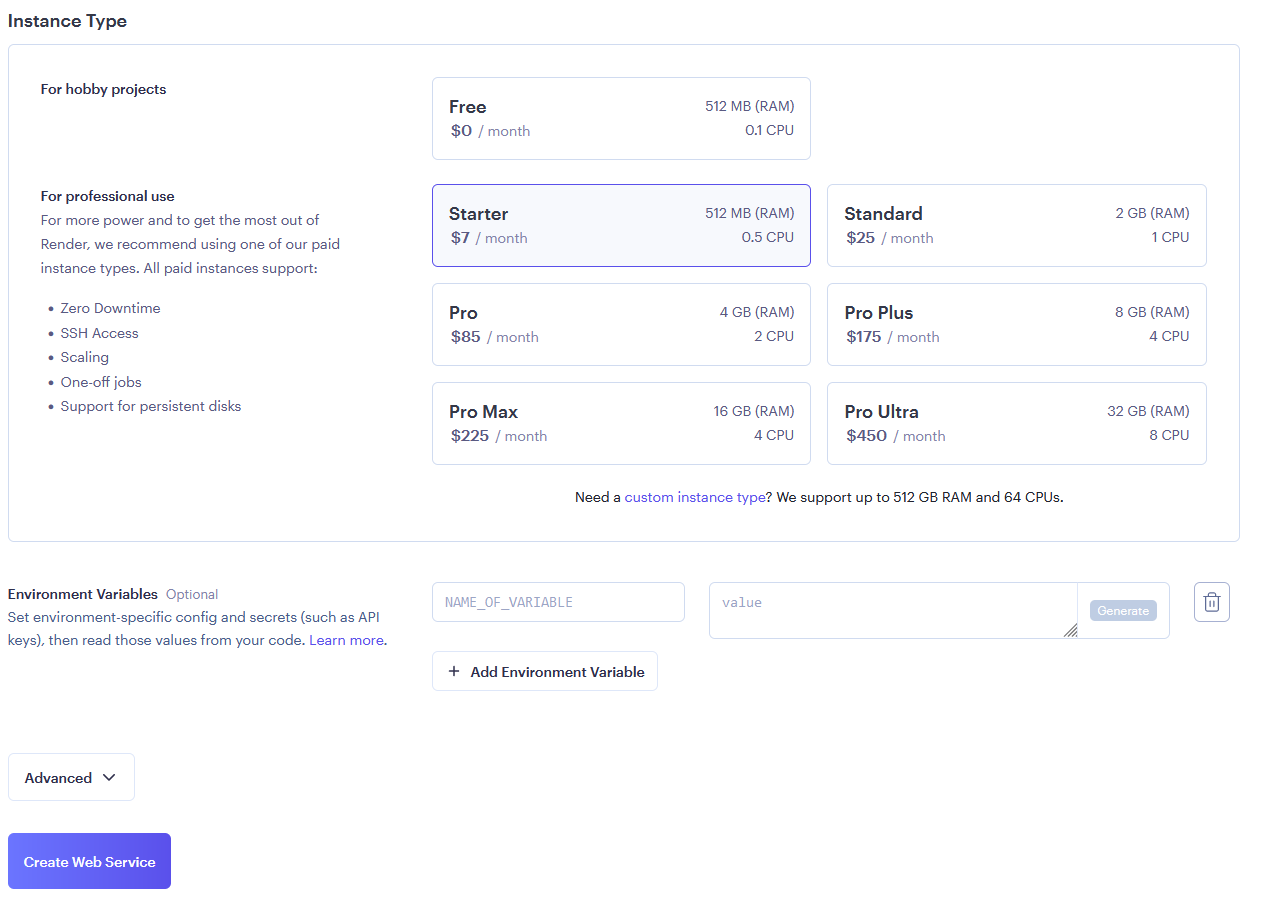 Instance Type
For hobby projects
Free
512 MB (RAM)
$0 / month
0.1 CPU
For professional use
For more power and to get the most out of
Render, we recommend using one of our paid
instance types. All paid instances support:
• Zero Downtime
• SSH Access
• Scaling
• One-off jobs
• Support for persistent disks
Starter
512 MB (RAM)
$7 / month
0.5 CPU
Standard
2 GB (RAM)
$25 / month
1 CPU
Pro
4 GB (RAM)
$85 / month
2 CPU
Pro Plus
8 GB (RAM)
$175 / month
4 CPU
Pro Max
16 GB (RAM)
$225 / month
4 CPU
Pro Ultra
32 GB (RAM)
$450 / month
8 CPU
Need a custom instance type? We support up to 512 GB RAM and 64 CPUs.
Environment Variables Optional
Set environment-specific config and secrets (such as API
keys), then read those values from your code. Learn more.
NAME_OF_VARIABLE
value
Generate
+ Add Environment Variable
Advanced
Create Web Service